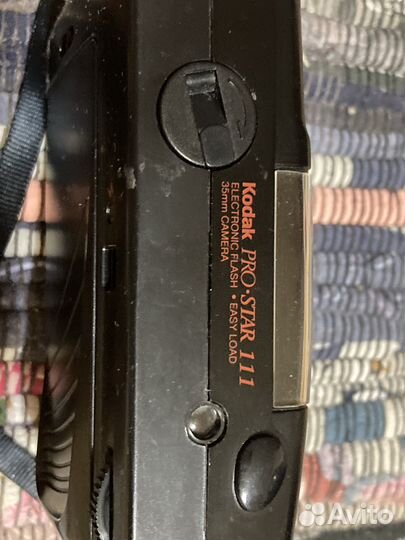 Kodak PRO·STAR 111
ELECTRONIC FLASH • EASY LOAD
35mm CAMERA
Avito